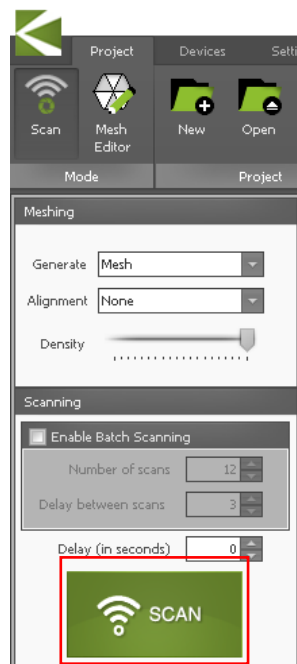 Project Devices
Scan Mesh Editor New Open
Mode Project
Meshing
Generate Mesh
Alignment None
Density
Scanning
Enable Batch Scanning
Number of scans 12
Delay between scans 3
Delay (in seconds) 0
SCAN